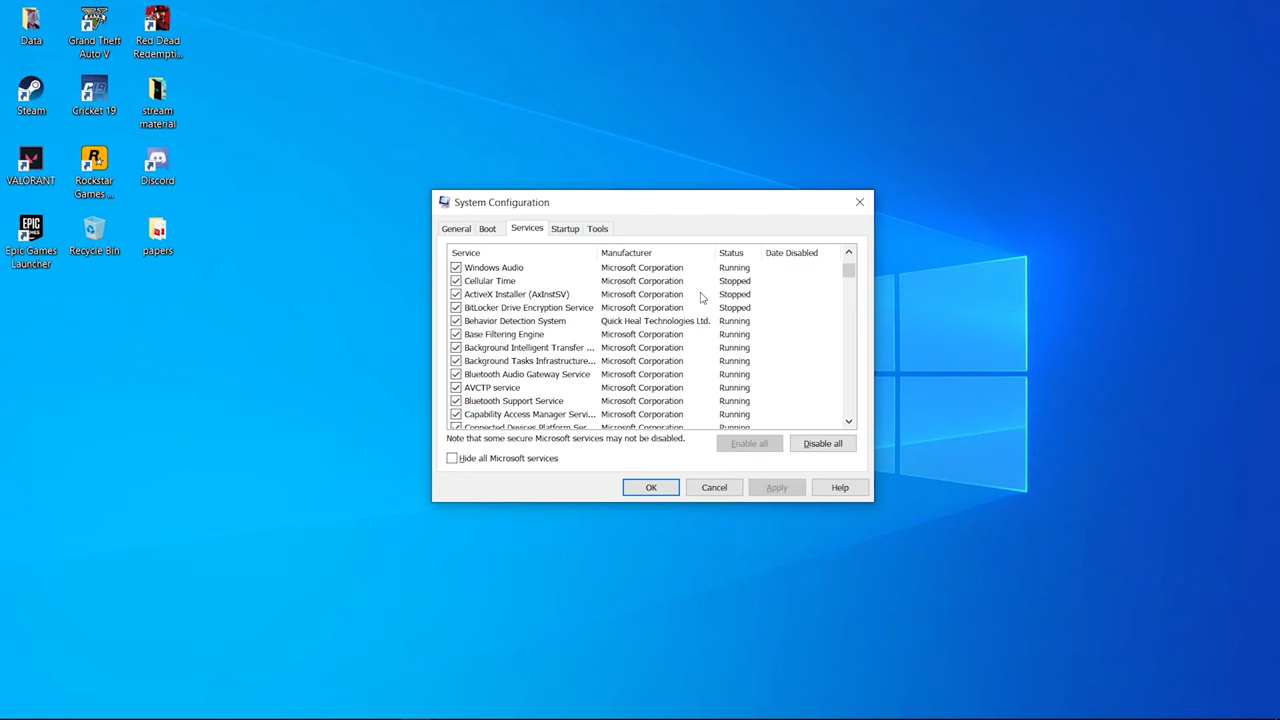 Data
Grand Theft
Auto V
Red Dead
Redempti...
Steam
Cricket 19
stream
material
VALORANT
Rockstar
Games ...
Discord
EPIC
GAMES
Epic Games
Launcher
Recycle Bin
papers
System Configuration
General Boot Services Startup Tools
Service Manufacturer Status Date Disabled
Windows Audio Microsoft Corporation Running
Cellular Time Microsoft Corporation Stopped
ActiveX Installer (AxInstSV) Microsoft Corporation Stopped
BitLocker Drive Encryption Service Microsoft Corporation Stopped
Behavior Detection System Quick Heal Technologies Ltd. Running
Base Filtering Engine Microsoft Corporation Running
Background Intelligent Transfer ... Microsoft Corporation Running
Background Tasks Infrastructure... Microsoft Corporation Running
Bluetooth Audio Gateway Service Microsoft Corporation Running
AVCTP service Microsoft Corporation Running
Bluetooth Support Service Microsoft Corporation Running
Capability Access Manager Servi... Microsoft Corporation Running
Connected Devices Platform Ser... Microsoft Corporation Running
Note that some secure Microsoft services may not be disabled.
Enable all Disable all
Hide all Microsoft services
OK Cancel Apply Help